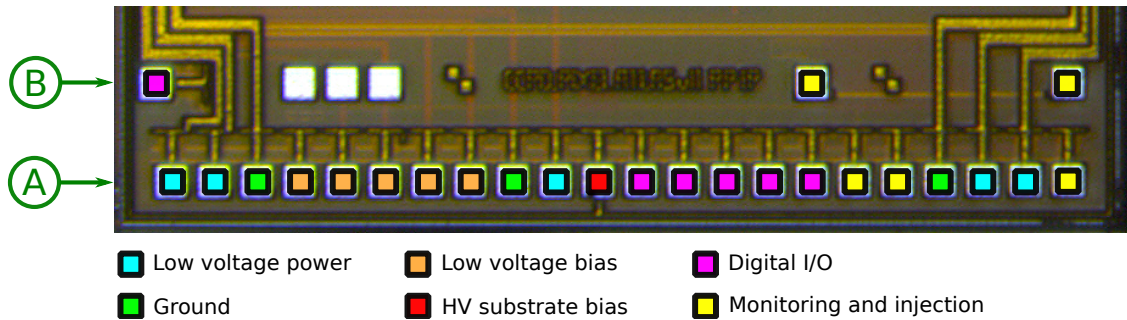 B
A
Low voltage power
Low voltage bias
Digital I/O
Ground
HV substrate bias
Monitoring and injection